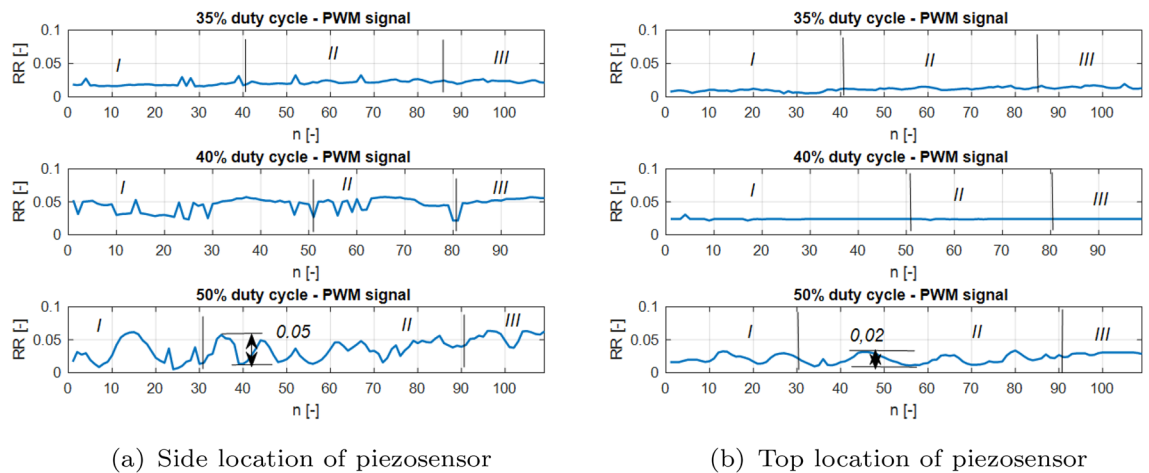 35% duty cycle - PWM signal
0.1
0.05
0
RR [-]
I
II
III
0 10 20 30 40 50 60 70 80 90 100
n [-]
40% duty cycle - PWM signal
0.1
0.05
0
RR [-]
I
II
III
0 10 20 30 40 50 60 70 80 90
n [-]
50% duty cycle - PWM signal
0.1
0.05
0
RR [-]
I
0.05
II
III
0 10 20 30 40 50 60 70 80 90 100
n [-]
(a) Side location of piezosensor
35% duty cycle - PWM signal
0.1
0.05
0
RR [-]
I
II
III
0 10 20 30 40 50 60 70 80 90 100
n [-]
40% duty cycle - PWM signal
0.1
0.05
0
RR [-]
I
II
III
0 10 20 30 40 50 60 70 80 90
n [-]
50% duty cycle - PWM signal
0.1
0.05
0
RR [-]
I
0,02
II
III
0 10 20 30 40 50 60 70 80 90 100
n [-]
(b) Top location of piezosensor